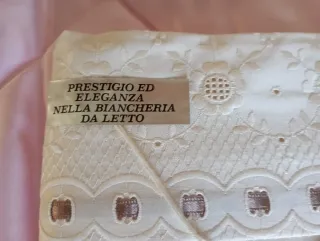 PRESTIGIO ED
ELEGANZA
NELLA BIANCHERIA
DA LETTO